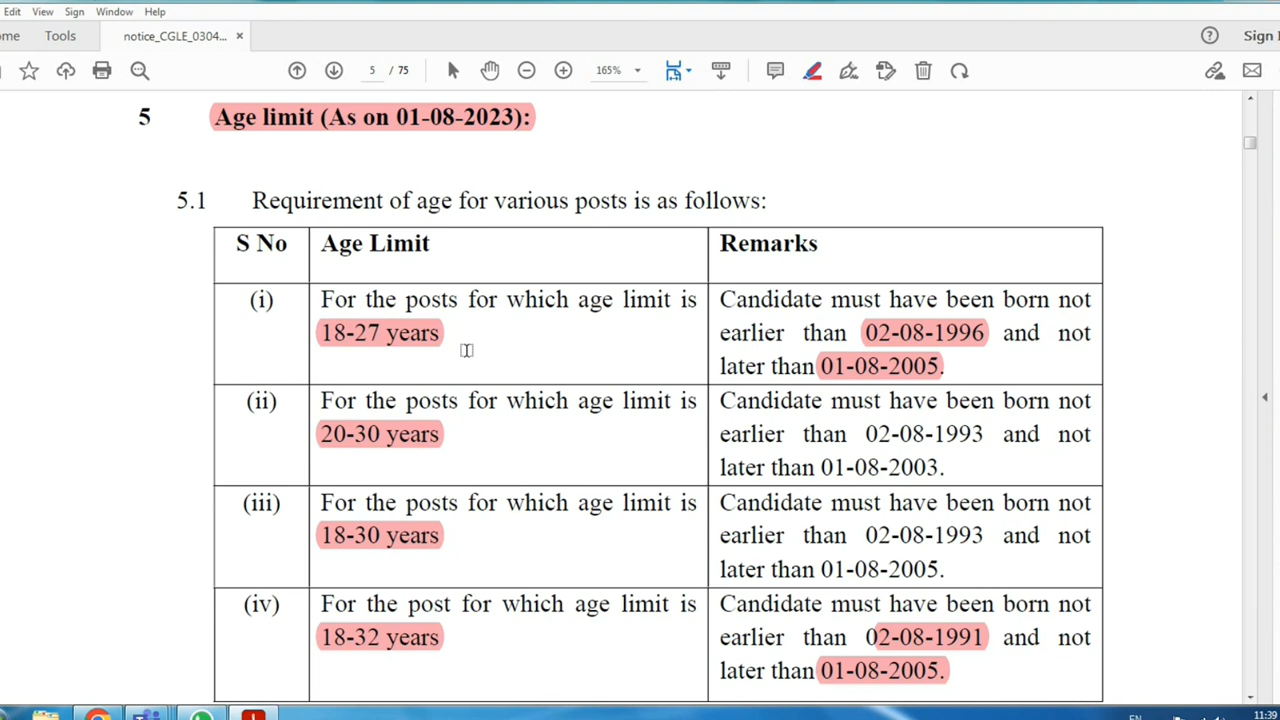 Edit View Sign Window Help
ome Tools notice_CGLE_0304... × Sign
5 / 75 165%
5 Age limit (As on 01-08-2023):
5.1 Requirement of age for various posts is as follows:
S No Age Limit Remarks
(i) For the posts for which age limit is Candidate must have been born not
18-27 years earlier than 02-08-1996 and not
later than 01-08-2005.
(ii) For the posts for which age limit is Candidate must have been born not
20-30 years earlier than 02-08-1993 and not
later than 01-08-2003.
(iii) For the posts for which age limit is Candidate must have been born not
18-30 years earlier than 02-08-1993 and not
later than 01-08-2005.
(iv) For the post for which age limit is Candidate must have been born not
18-32 years earlier than 02-08-1991 and not
later than 01-08-2005.
EN 11:39